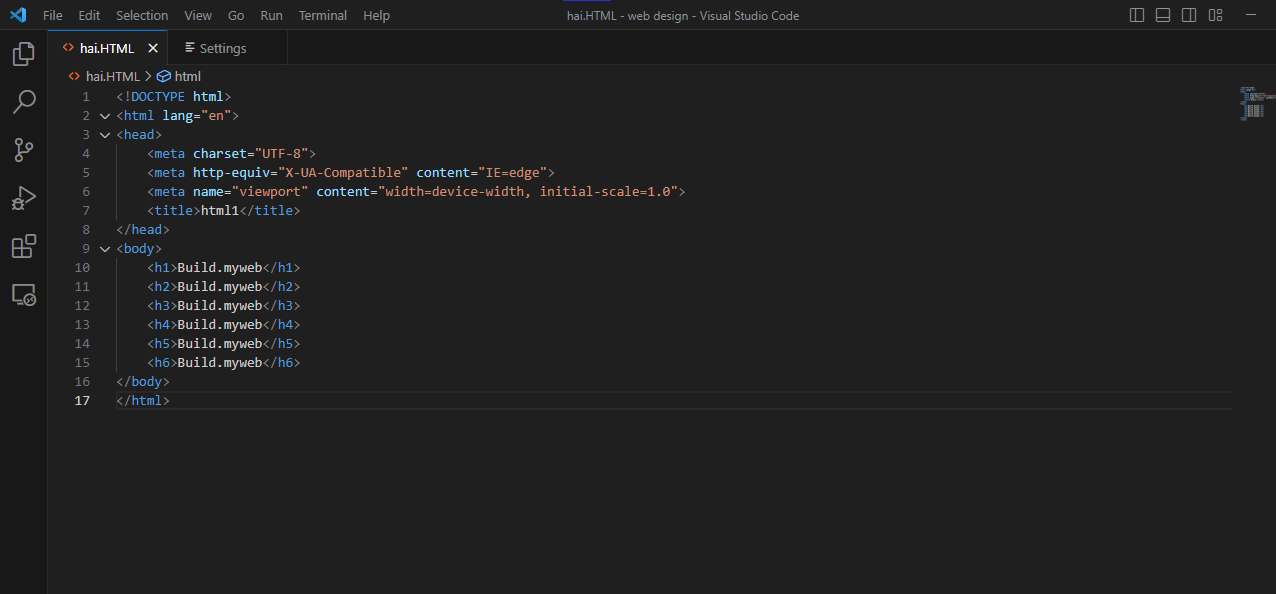 File Edit Selection View Go Run Terminal Help hai.HTML - web design - Visual Studio Code
hai.HTML Settings
hai.HTML > html
1 <!DOCTYPE html>
2 <html lang="en">
3 <head>
4 <meta charset="UTF-8">
5 <meta http-equiv="X-UA-Compatible" content="IE=edge">
6 <meta name="viewport" content="width=device-width, initial-scale=1.0">
7 <title>html1</title>
8 </head>
9 <body>
10 <h1>Build.myweb</h1>
11 <h2>Build.myweb</h2>
12 <h3>Build.myweb</h3>
13 <h4>Build.myweb</h4>
14 <h5>Build.myweb</h5>
15 <h6>Build.myweb</h6>
16 </body>
17 </html>